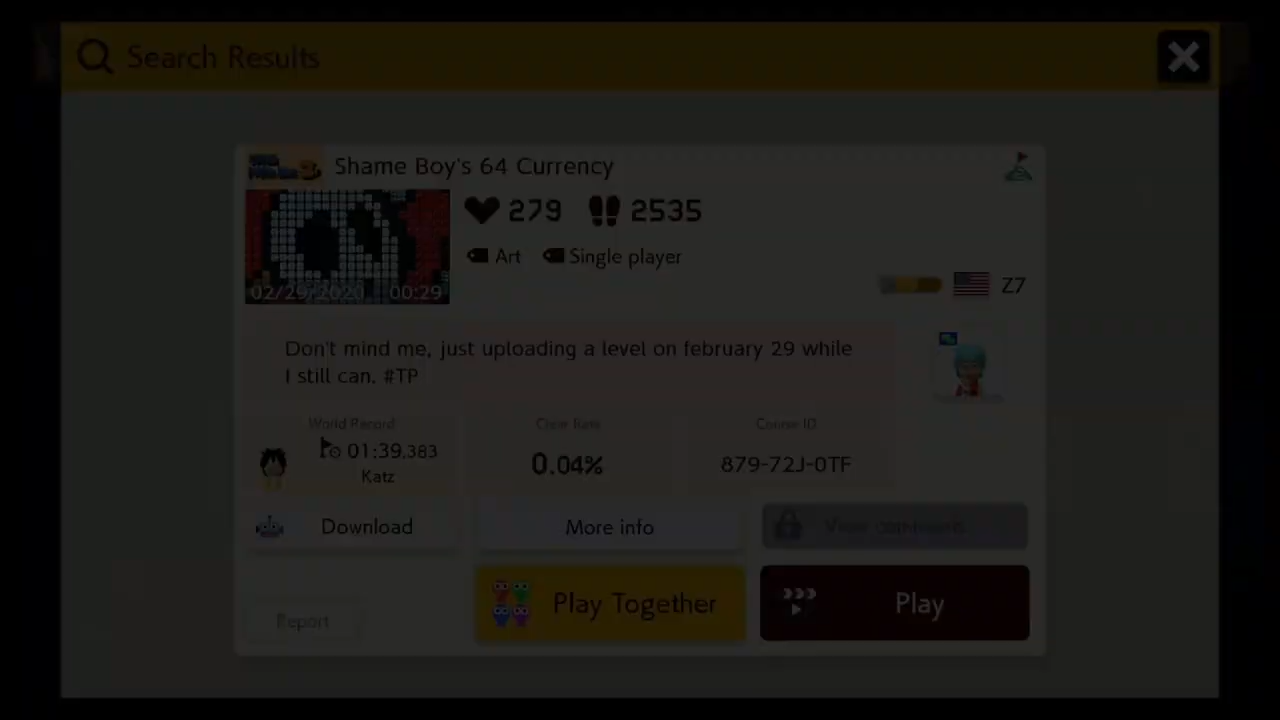 Search Results
Shame Boy's 64 Currency
279 2535
Art Single player
02/29/2020 00:29
Z7
Don't mind me, just uploading a level on february 29 while
I still can. #TP
World Record
01:39.383
Katz
Clear Rate
0.04%
Course ID
879-72J-0TF
Download
More info
View comments
Report
Play Together
Play